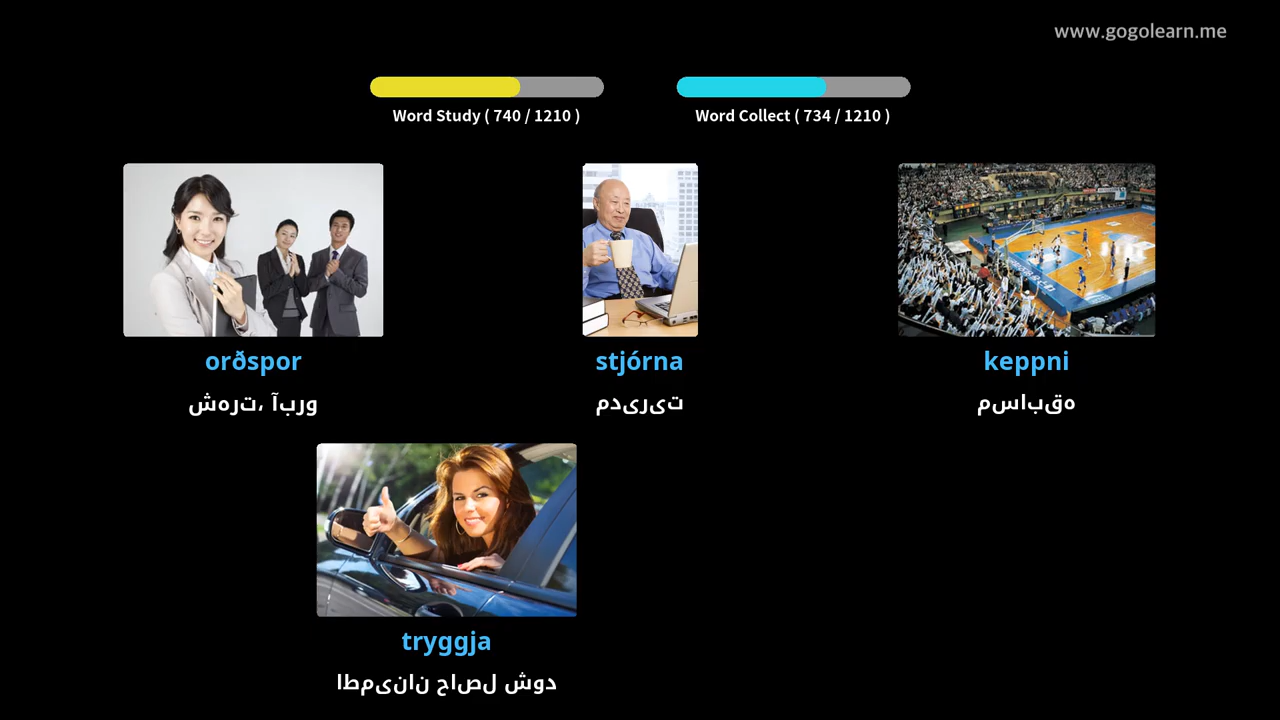 www.gogolearn.me
Word Study ( 740 / 1210 )
Word Collect ( 734 / 1210 )
orðspor
شهرت، آبرو
stjórna
مدیریت
keppni
مسابقه
tryggja
اطمینان حاصل شود